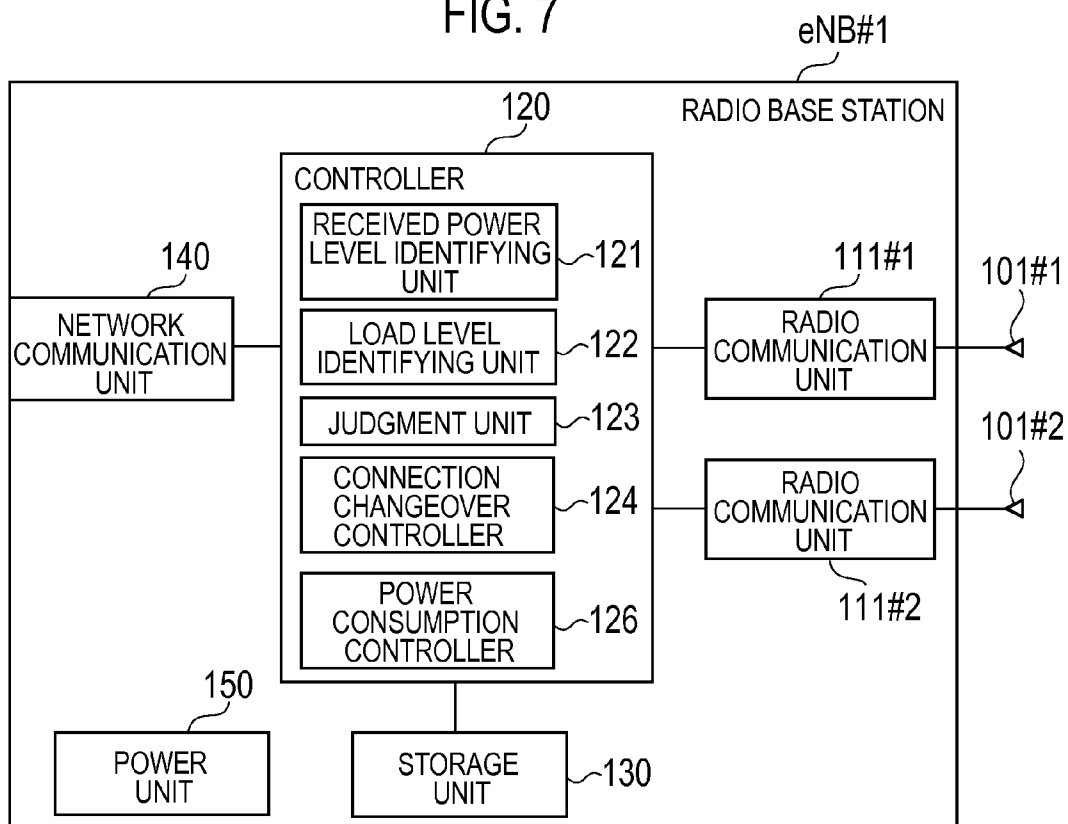 FIG. 7
eNB#1
RADIO BASE STATION
120
CONTROLLER
RECEIVED POWER
LEVEL IDENTIFYING
UNIT
121
140
NETWORK
COMMUNICATION
UNIT
LOAD LEVEL
IDENTIFYING UNIT
122
JUDGMENT UNIT
123
CONNECTION
CHANGEOVER
CONTROLLER
124
POWER
CONSUMPTION
CONTROLLER
126
111#1
RADIO
COMMUNICATION
UNIT
101#1
101#2
RADIO
COMMUNICATION
UNIT
111#2
150
POWER
UNIT
STORAGE
UNIT
130